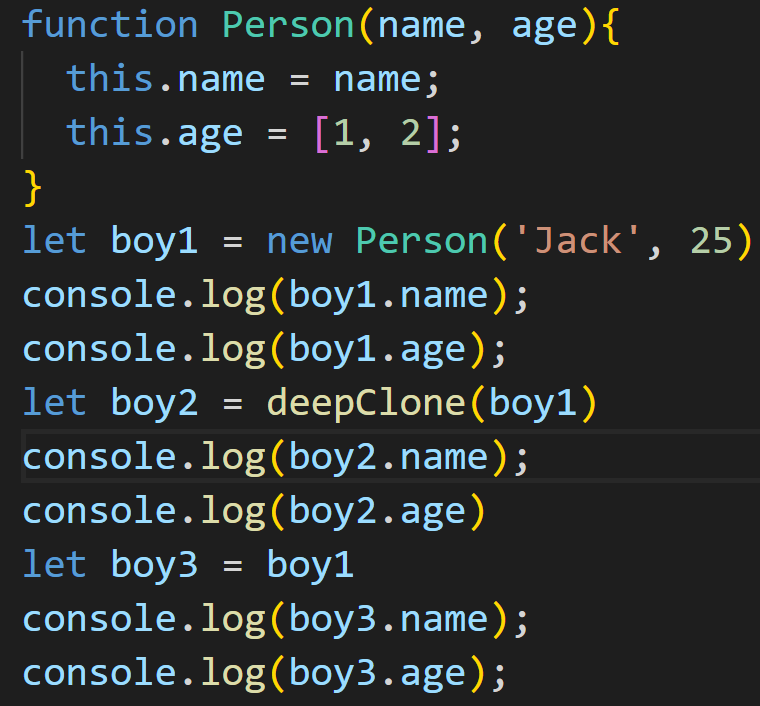 function Person(name, age){
  this.name = name;
  this.age = [1, 2];
}
let boy1 = new Person('Jack', 25)
console.log(boy1.name);
console.log(boy1.age);
let boy2 = deepClone(boy1)
console.log(boy2.name);
console.log(boy2.age)
let boy3 = boy1
console.log(boy3.name);
console.log(boy3.age);